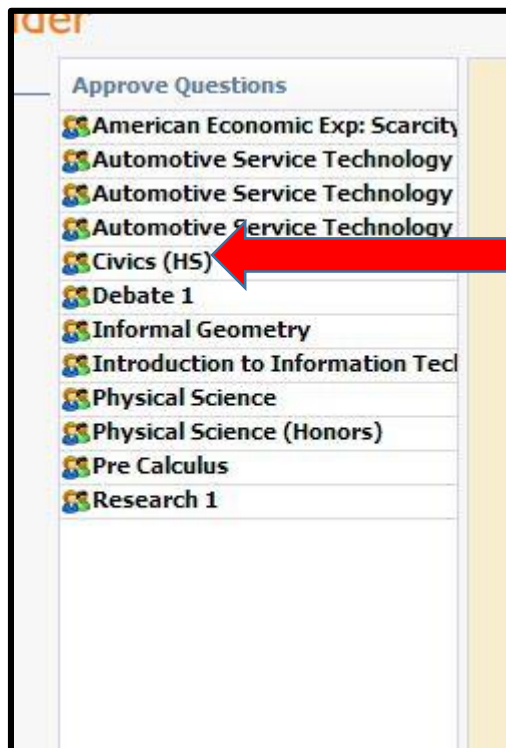 Approve Questions
American Economic Exp: Scarcity
Automotive Service Technology
Automotive Service Technology
Automotive Service Technology
Civics (HS)
Debate 1
Informal Geometry
Introduction to Information Tecl
Physical Science
Physical Science (Honors)
Pre Calculus
Research 1